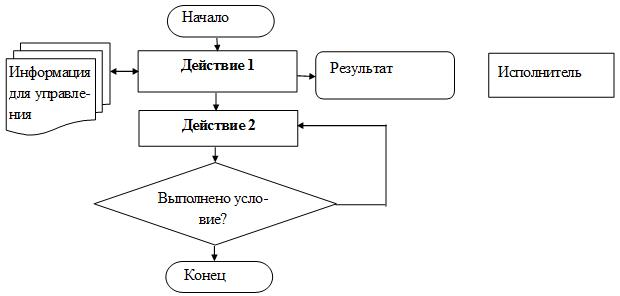 Начало
Информация
для управле-
ния
Действие 1
Результат
Исполнитель
Действие 2
Выполнено усло-
вие?
Конец